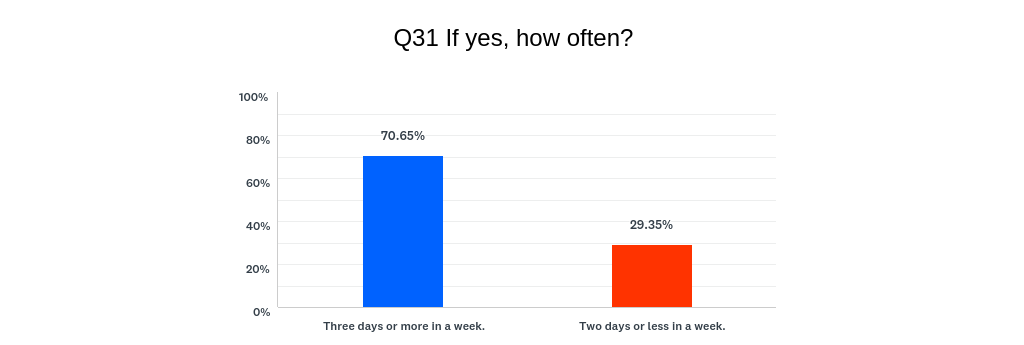 Q31 If yes, how often?
100%
80%
60%
40%
20%
0%
70.65%
29.35%
Three days or more in a week.
Two days or less in a week.